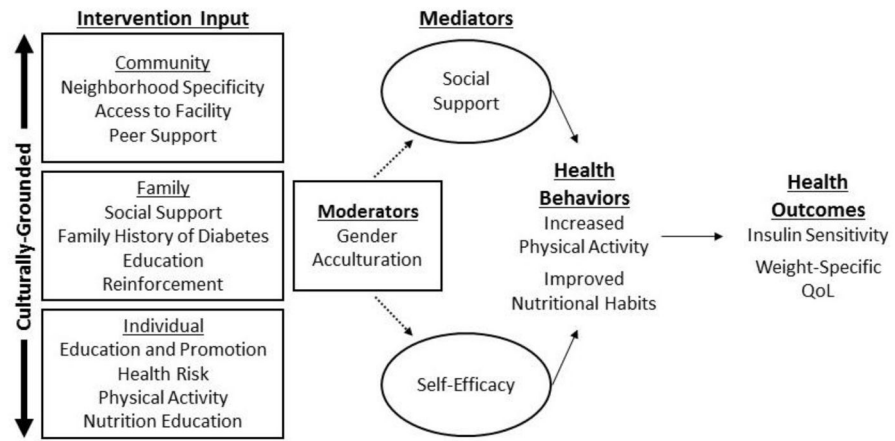 Intervention Input
Mediators
Culturally-Grounded
Community
Neighborhood Specificity
Access to Facility
Peer Support
Family
Social Support
Family History of Diabetes
Education
Reinforcement
Individual
Education and Promotion
Health Risk
Physical Activity
Nutrition Education
Moderators
Gender
Acculturation
Social
Support
Self-Efficacy
Health
Behaviors
Increased
Physical Activity
Improved
Nutritional Habits
Health
Outcomes
Insulin Sensitivity
Weight-Specific
QoL